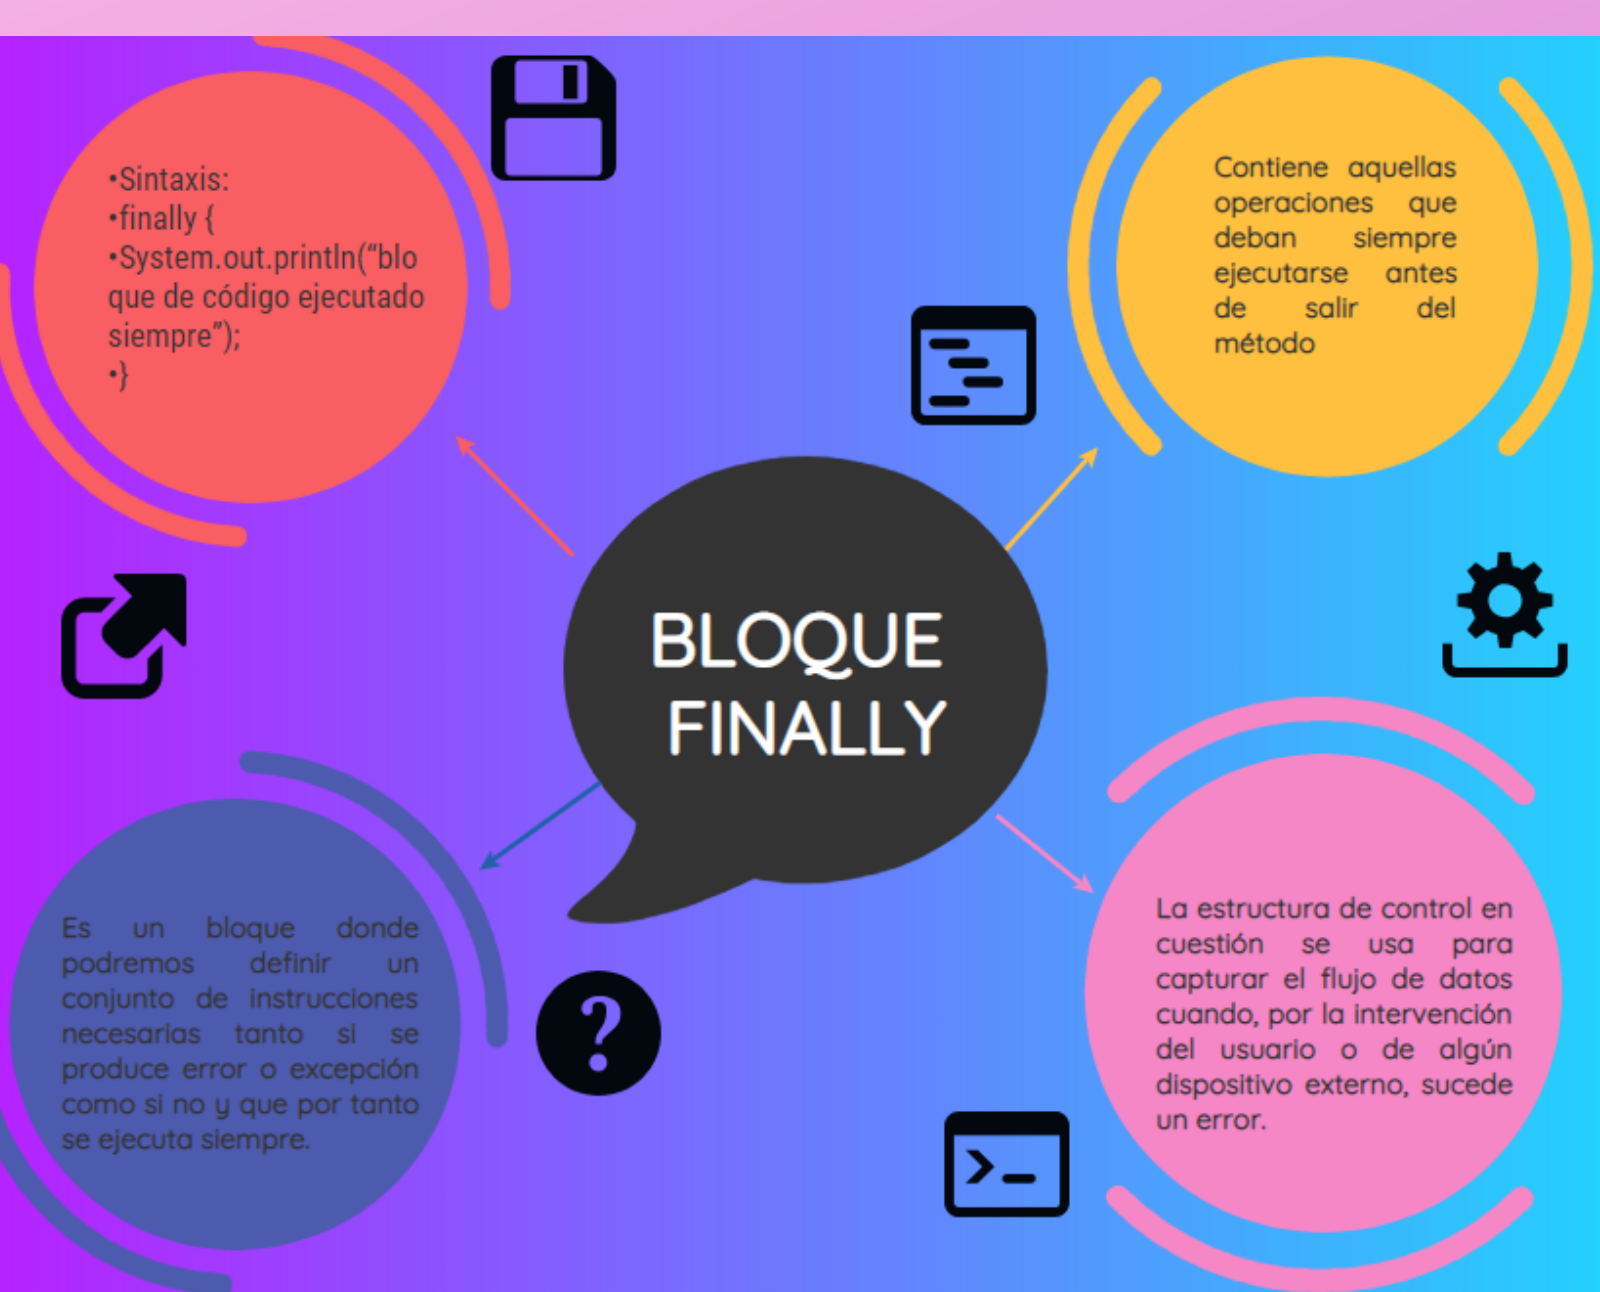 •Sintaxis:
•finally {
•System.out.println(“blo
que de código ejecutado
siempre”);
•}
Contiene aquellas
operaciones que
deban siempre
ejecutarse antes
de salir del
método
BLOQUE
FINALLY
Es un bloque donde
podremos definir un
conjunto de instrucciones
necesarias tanto si se
produce error o excepción
como si no y que por tanto
se ejecuta siempre.
La estructura de control en
cuestión se usa para
capturar el flujo de datos
cuando, por la intervención
del usuario o de algún
dispositivo externo, sucede
un error.